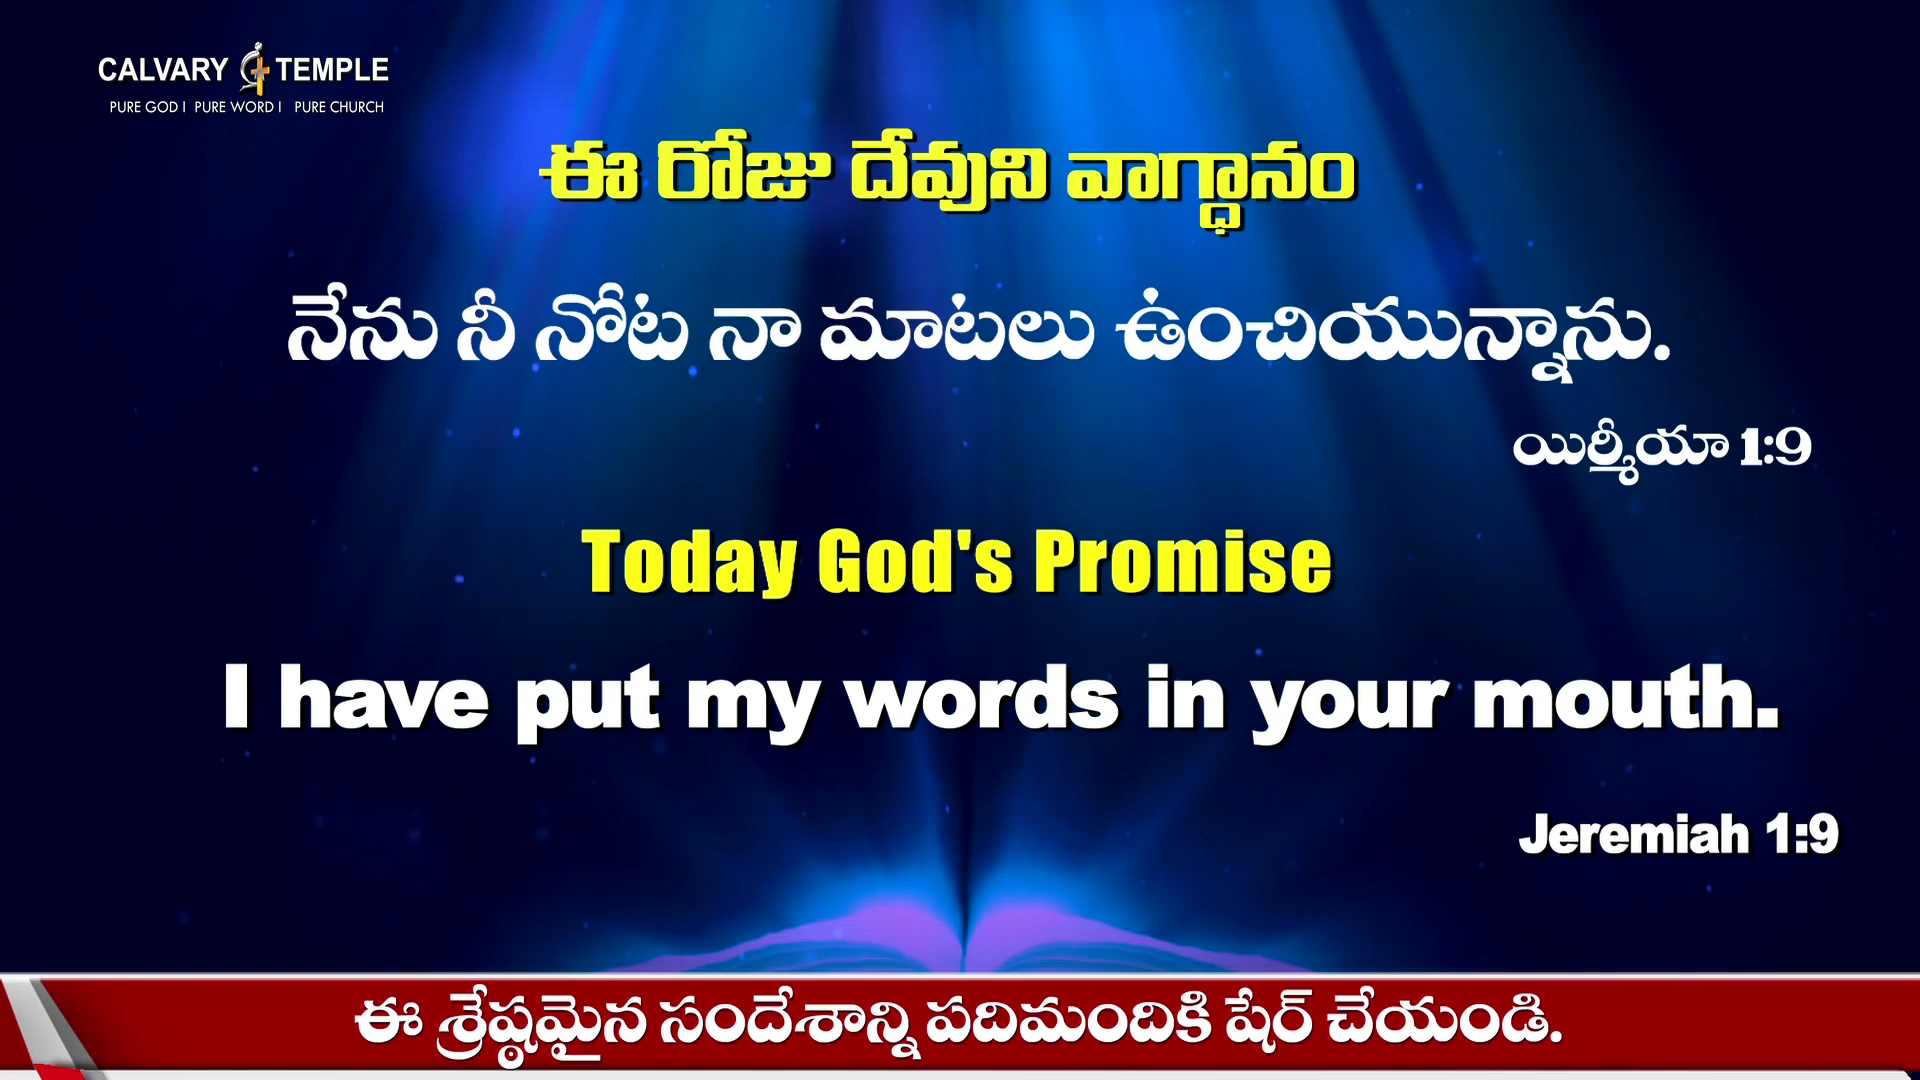 CALVARY TEMPLE
PURE GOD I PURE WORD I PURE CHURCH
ఈ రోజు దేవుని వాగ్ధానం
నేను నీ నోట నా మాటలు ఉంచియున్నాను.
యిర్మీయా 1:9
Today God's Promise
I have put my words in your mouth.
Jeremiah 1:9
ఈ శ్రేష్ఠమైన సందేశాన్ని పదిమందికి షేర్ చేయండి.